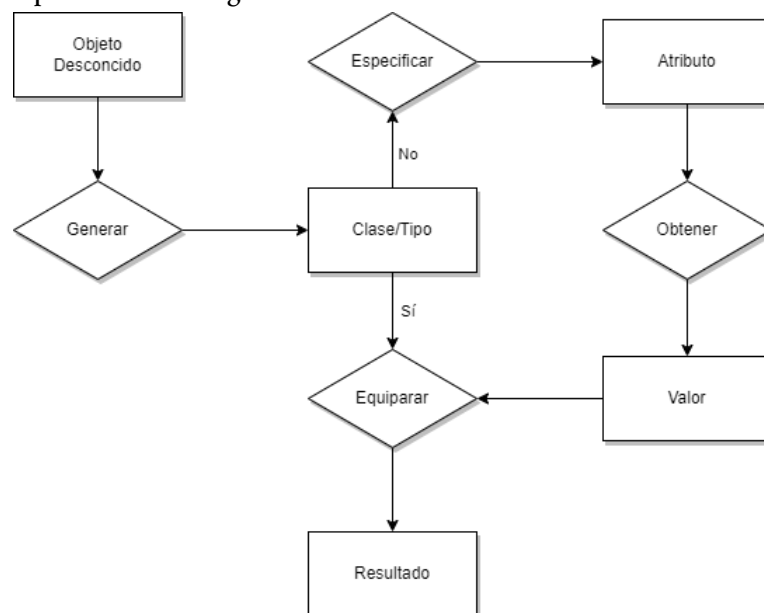 Objeto
Desconcido
Especificar
Atributo
No
Generar
Clase/Tipo
Obtener
Sí
Equiparar
Valor
Resultado